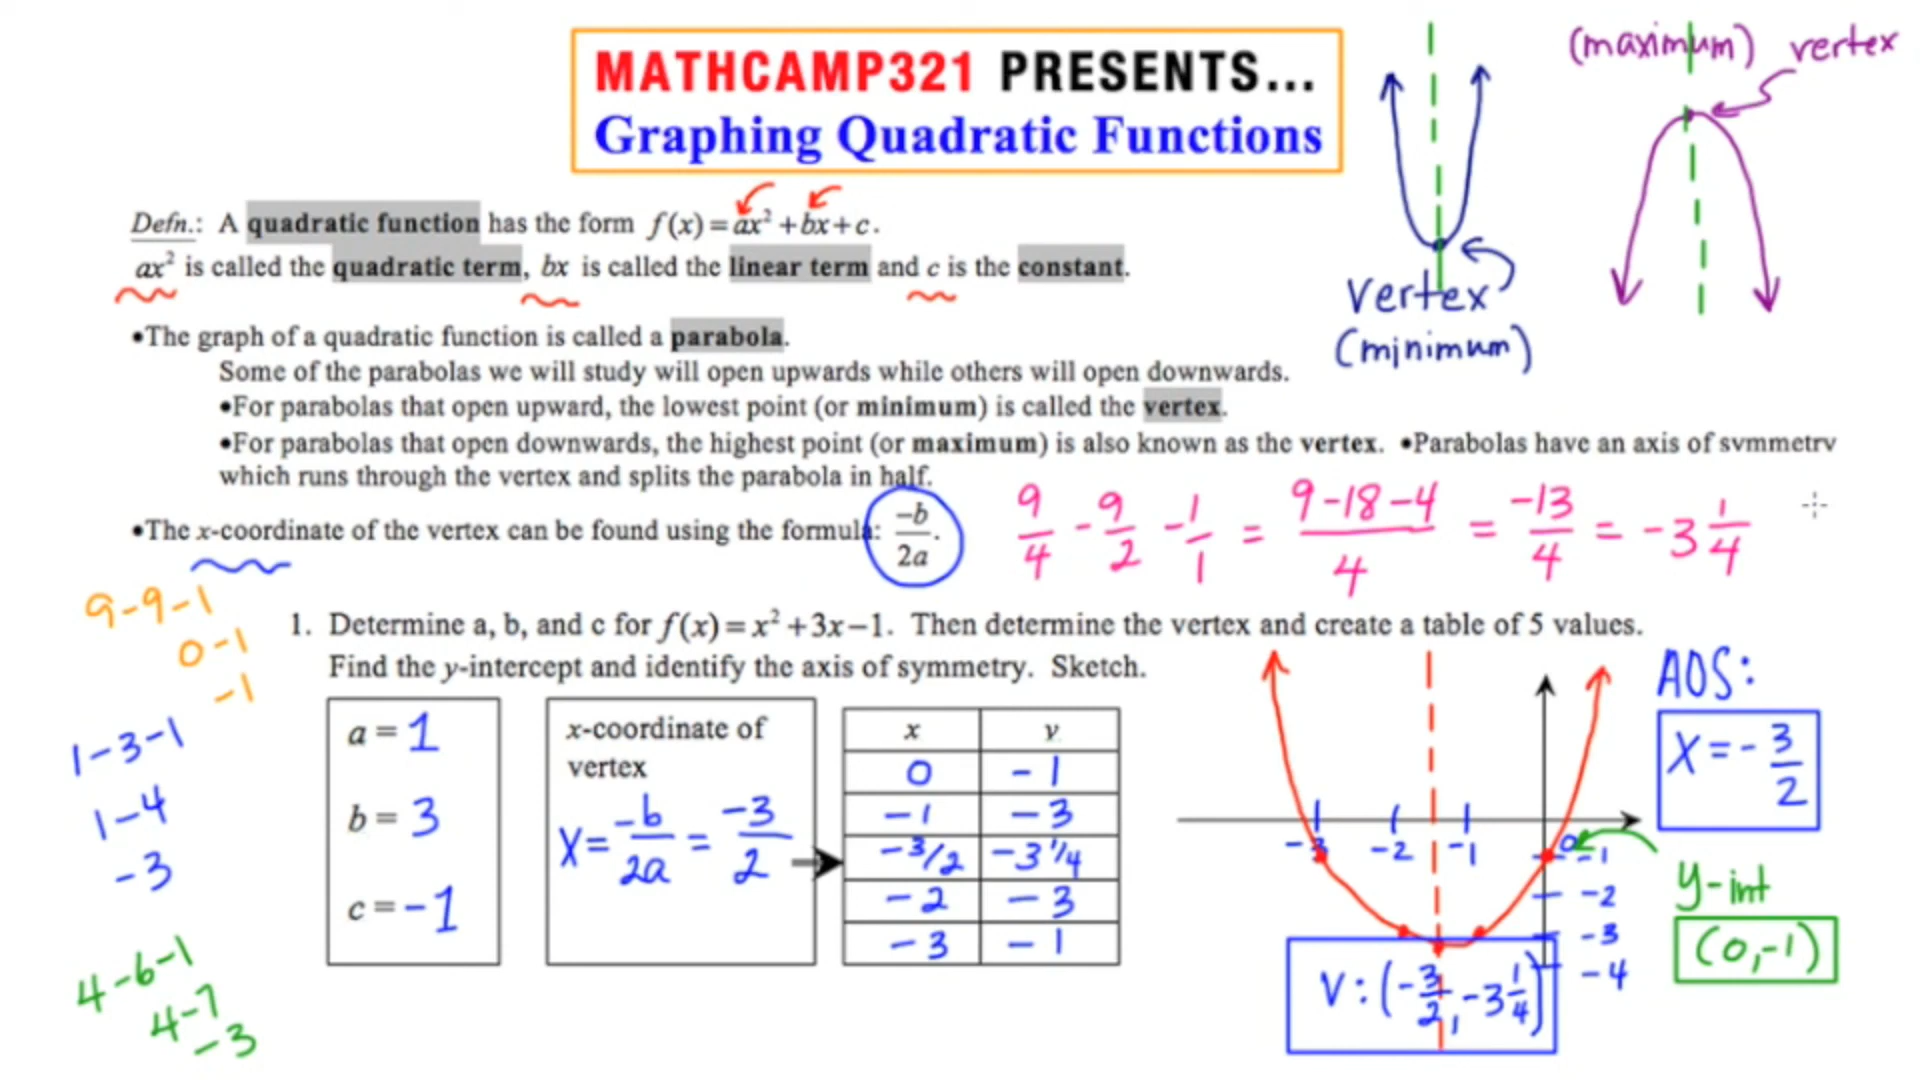 MATHCAMP321 PRESENTS...
Graphing Quadratic Functions
(maximum) vertex
Vertex
(minimum)
Defn.: A quadratic function has the form f(x)=ax²+bx+c.
ax² is called the quadratic term, bx is called the linear term and c is the constant.
•The graph of a quadratic function is called a parabola.
Some of the parabolas we will study will open upwards while others will open downwards.
•For parabolas that open upward, the lowest point (or minimum) is called the vertex.
•For parabolas that open downwards, the highest point (or maximum) is also known as the vertex. •Parabolas have an axis of symmetry
which runs through the vertex and splits the parabola in half.
•The x-coordinate of the vertex can be found using the formula: -b/2a.
9/4 - 9/2 - 1/1 = 9-18-4/4 = -13/4 = -3 1/4
9-9-1
0-1
-1
1-3-1
1-4
-3
4-6-1
4-7
-3
1. Determine a, b, and c for f(x)=x²+3x-1. Then determine the vertex and create a table of 5 values.
Find the y-intercept and identify the axis of symmetry. Sketch.
a = 1
b = 3
c = -1
x-coordinate of
vertex
X = -b/2a = -3/2
x y
0 -1
-1 -3
-3/2 -3 1/4
-2 -3
-3 -1
-3 -2 -1 0
-1
-2
-3
-4
V: (-3/2, -3 1/4)
AOS:
X = -3/2
y-int
(0,-1)